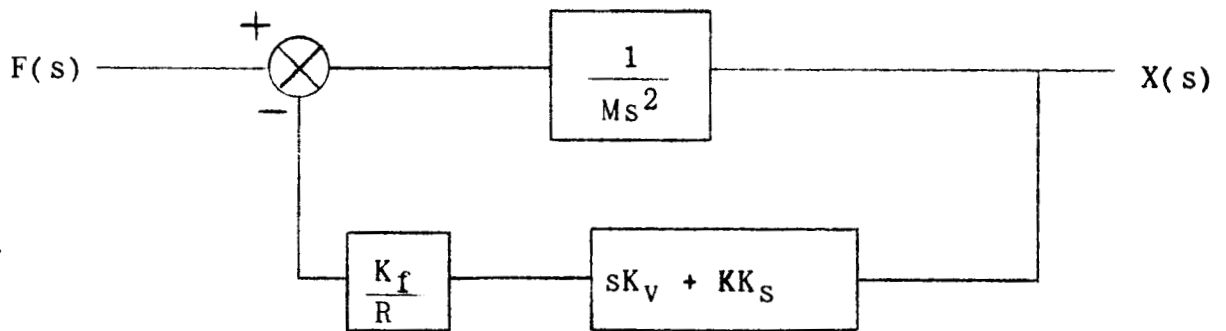 +
F(s)
−
1
Ms²
X(s)
K_f
R
sK_v + KK_s